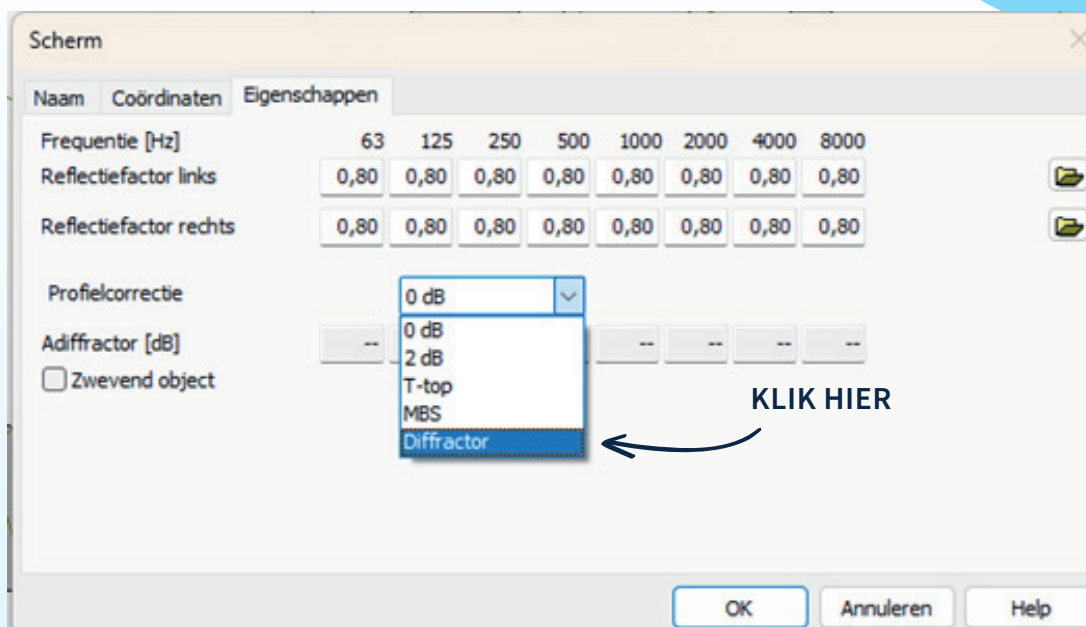 Scherm
Naam Coördinaten Eigenschappen
Frequentie [Hz] 63 125 250 500 1000 2000 4000 8000
Reflectiefactor links 0,80 0,80 0,80 0,80 0,80 0,80 0,80 0,80
Reflectiefactor rechts 0,80 0,80 0,80 0,80 0,80 0,80 0,80 0,80
Profielcorrectie 0 dB
0 dB
Adiffractor [dB] -- -- -- -- --
2 dB
Zwevend object
T-top
KLIK HIER
MBS
Diffractor
OK Annuleren Help